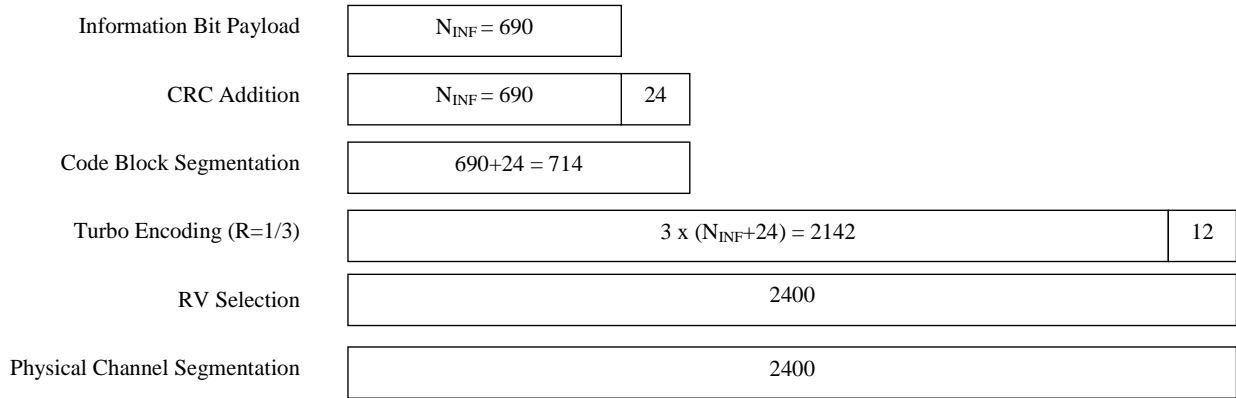 Information Bit Payload
N_INF = 690
CRC Addition
N_INF = 690
24
Code Block Segmentation
690+24 = 714
Turbo Encoding (R=1/3)
3 x (N_INF+24) = 2142
12
RV Selection
2400
Physical Channel Segmentation
2400